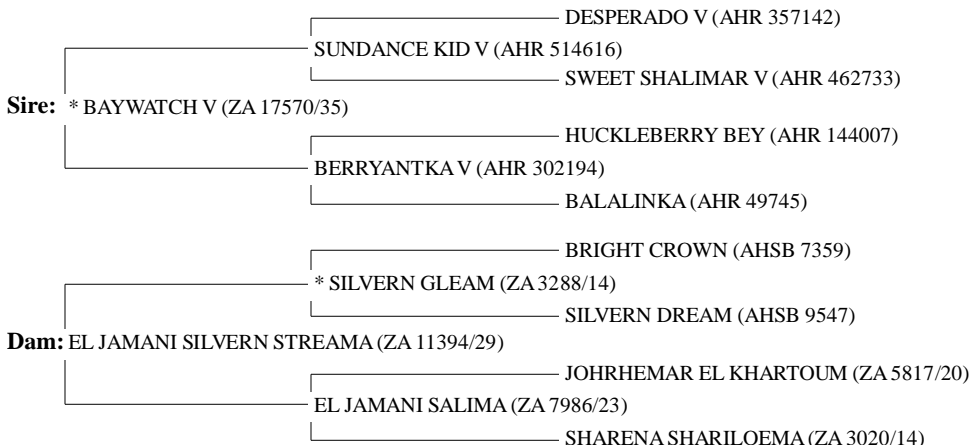 DESPERADO V (AHR 357142)
SUNDANCE KID V (AHR 514616)
SWEET SHALIMAR V (AHR 462733)
Sire: * BAYWATCH V (ZA 17570/35)
HUCKLEBERRY BEY (AHR 144007)
BERRYANTKA V (AHR 302194)
BALALINKA (AHR 49745)
BRIGHT CROWN (AHSB 7359)
* SILVERN GLEAM (ZA 3288/14)
SILVERN DREAM (AHSB 9547)
Dam: EL JAMANI SILVERN STREAMA (ZA 11394/29)
JOHRHEMAR EL KHARTOUM (ZA 5817/20)
EL JAMANI SALIMA (ZA 7986/23)
SHARENA SHARILOEMA (ZA 3020/14)